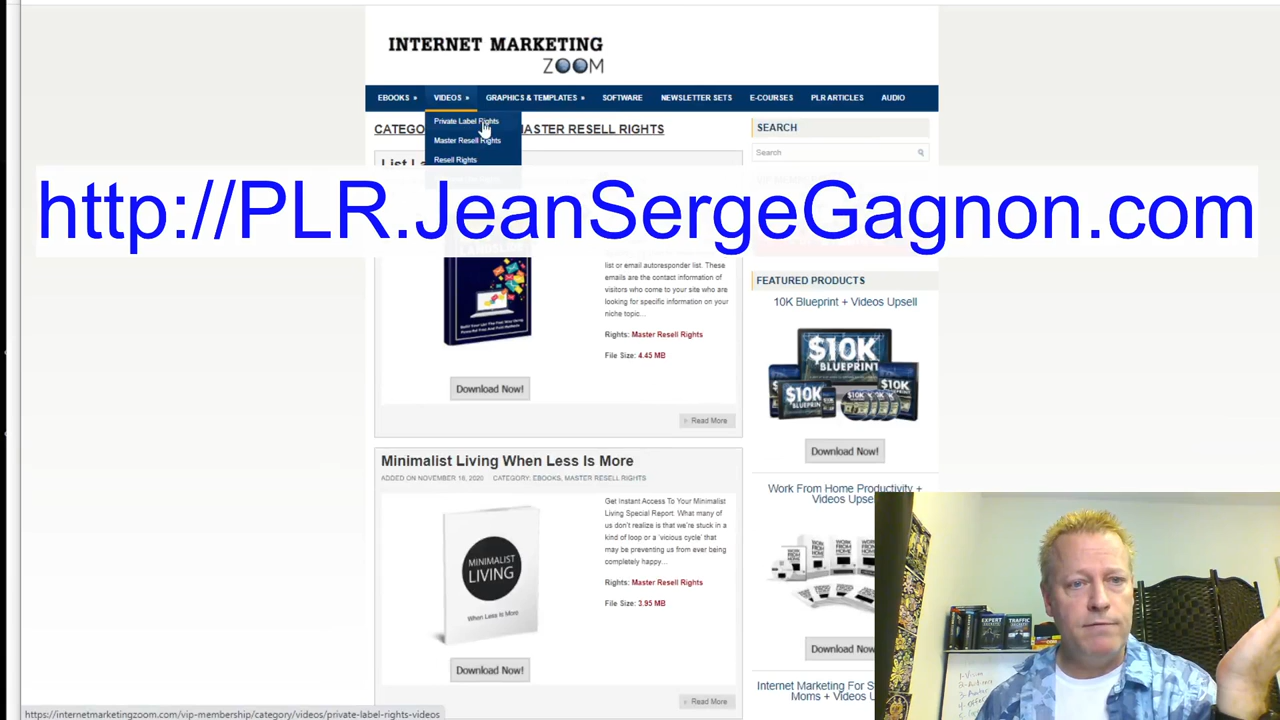 INTERNET MARKETING
ZOOM
EBOOKS » VIDEOS » GRAPHICS & TEMPLATES » SOFTWARE NEWSLETTER SETS E-COURSES PLR ARTICLES AUDIO
Private Label Rights
Master Resell Rights
Resell Rights
MASTER RESELL RIGHTS
SEARCH
Search
http://PLR.JeanSergeGagnon.com
list or email autoresponder list. These
emails are the contact information of
visitors who come to your site who are
looking for specific information on your
niche topic...
Rights: Master Resell Rights
File Size: 4.45 MB
Download Now!
Read More
FEATURED PRODUCTS
10K Blueprint + Videos Upsell
$10K
BLUEPRINT
Download Now!
Minimalist Living When Less Is More
ADDED ON NOVEMBER 18, 2020 CATEGORY: EBOOKS, MASTER RESELL RIGHTS
Get Instant Access To Your Minimalist
Living Special Report. What many of
us don't realize is that we're stuck in a
kind of loop or a 'vicious cycle' that
may be preventing us from ever being
completely happy...
Rights: Master Resell Rights
File Size: 3.95 MB
MINIMALIST
LIVING
When Less Is More
Download Now!
Read More
Work From Home Productivity +
Videos
Download
Internet Marketing For
Moms + Videos
EXPERT
SECRETS
TRAFFIC
SECRETS
https://internetmarketingzoom.com/vip-membership/category/videos/private-label-rights-videos